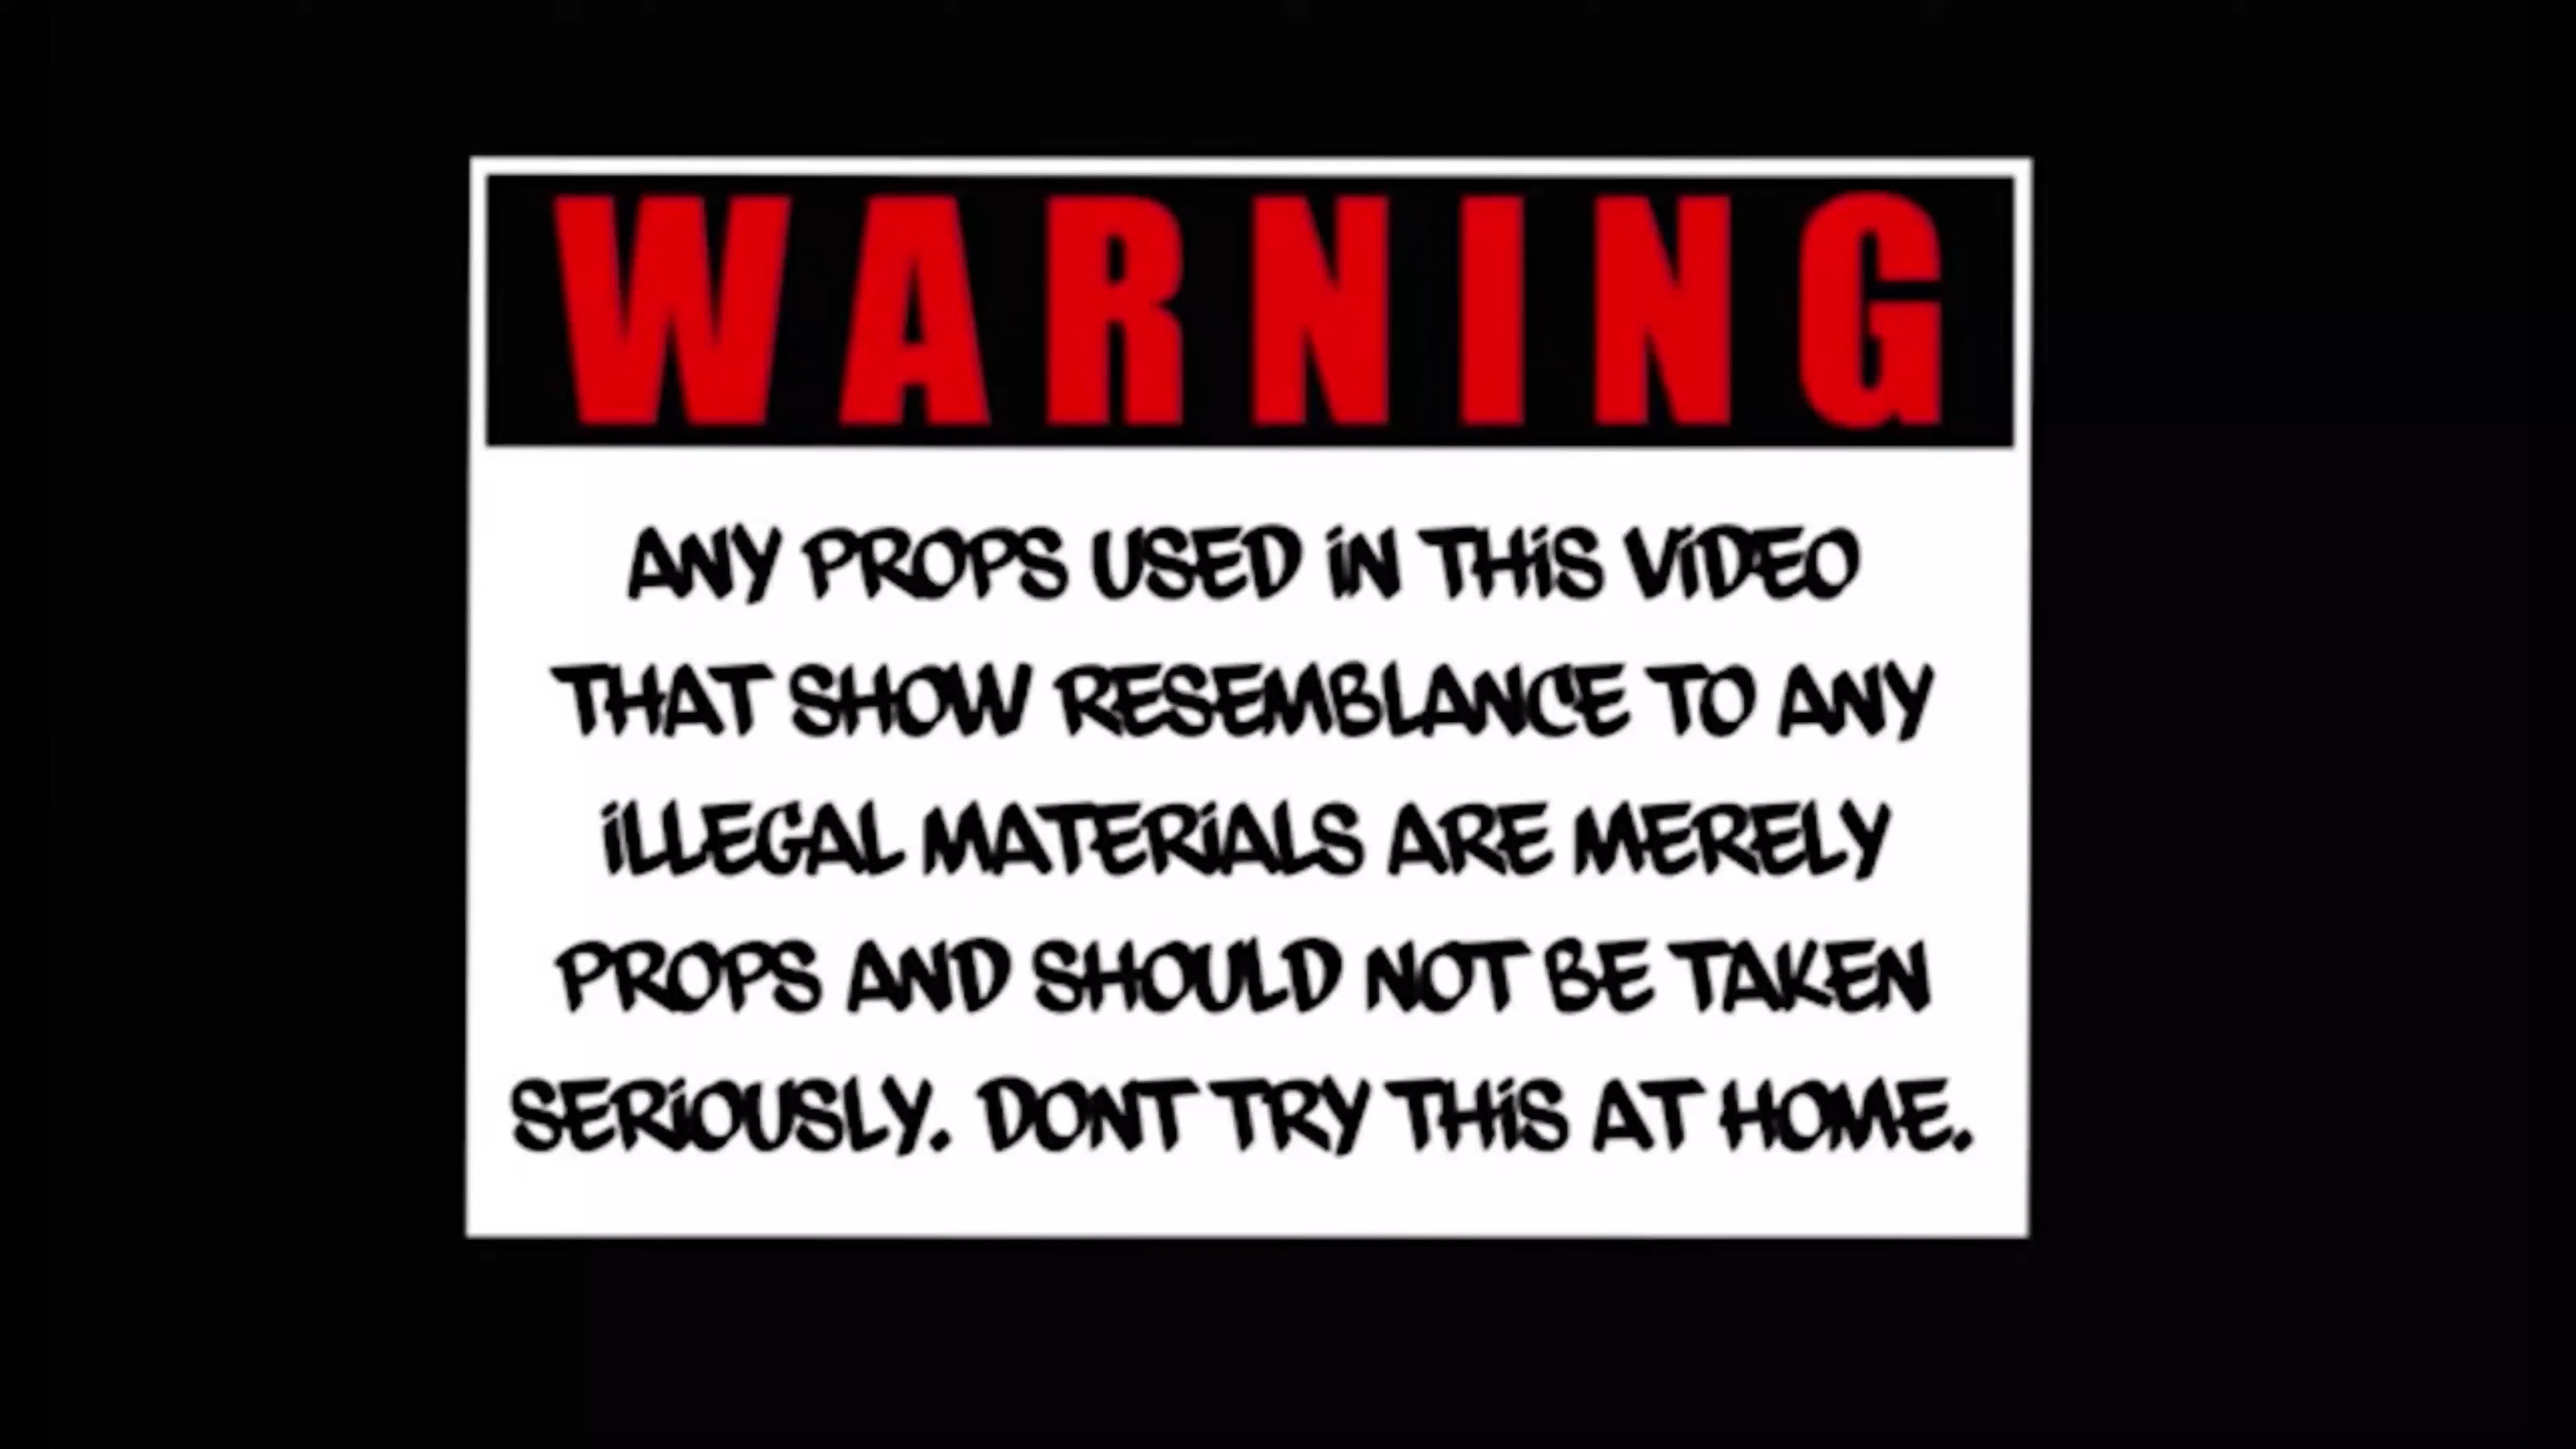 WARNING
ANY PROPS USED iN THiS ViDEO
THAT SHOW RESEMBLANCE TO ANY
iLLEGAL MATERiALS ARE MERELY
PROPS AND SHOULD NOT BE TAKEN
SERiOUSLY. DONT TRY THiS AT HOME.